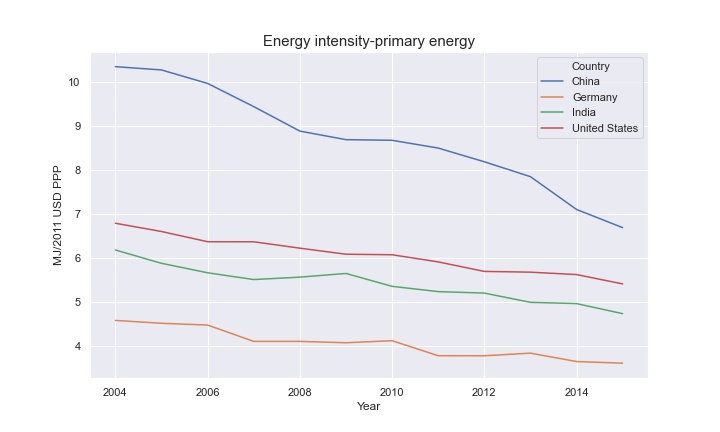 Energy intensity-primary energy
Country
China
Germany
India
United States
10
9
8
7
6
5
4
MJ/2011 USD PPP
2004 2006 2008 2010 2012 2014
Year